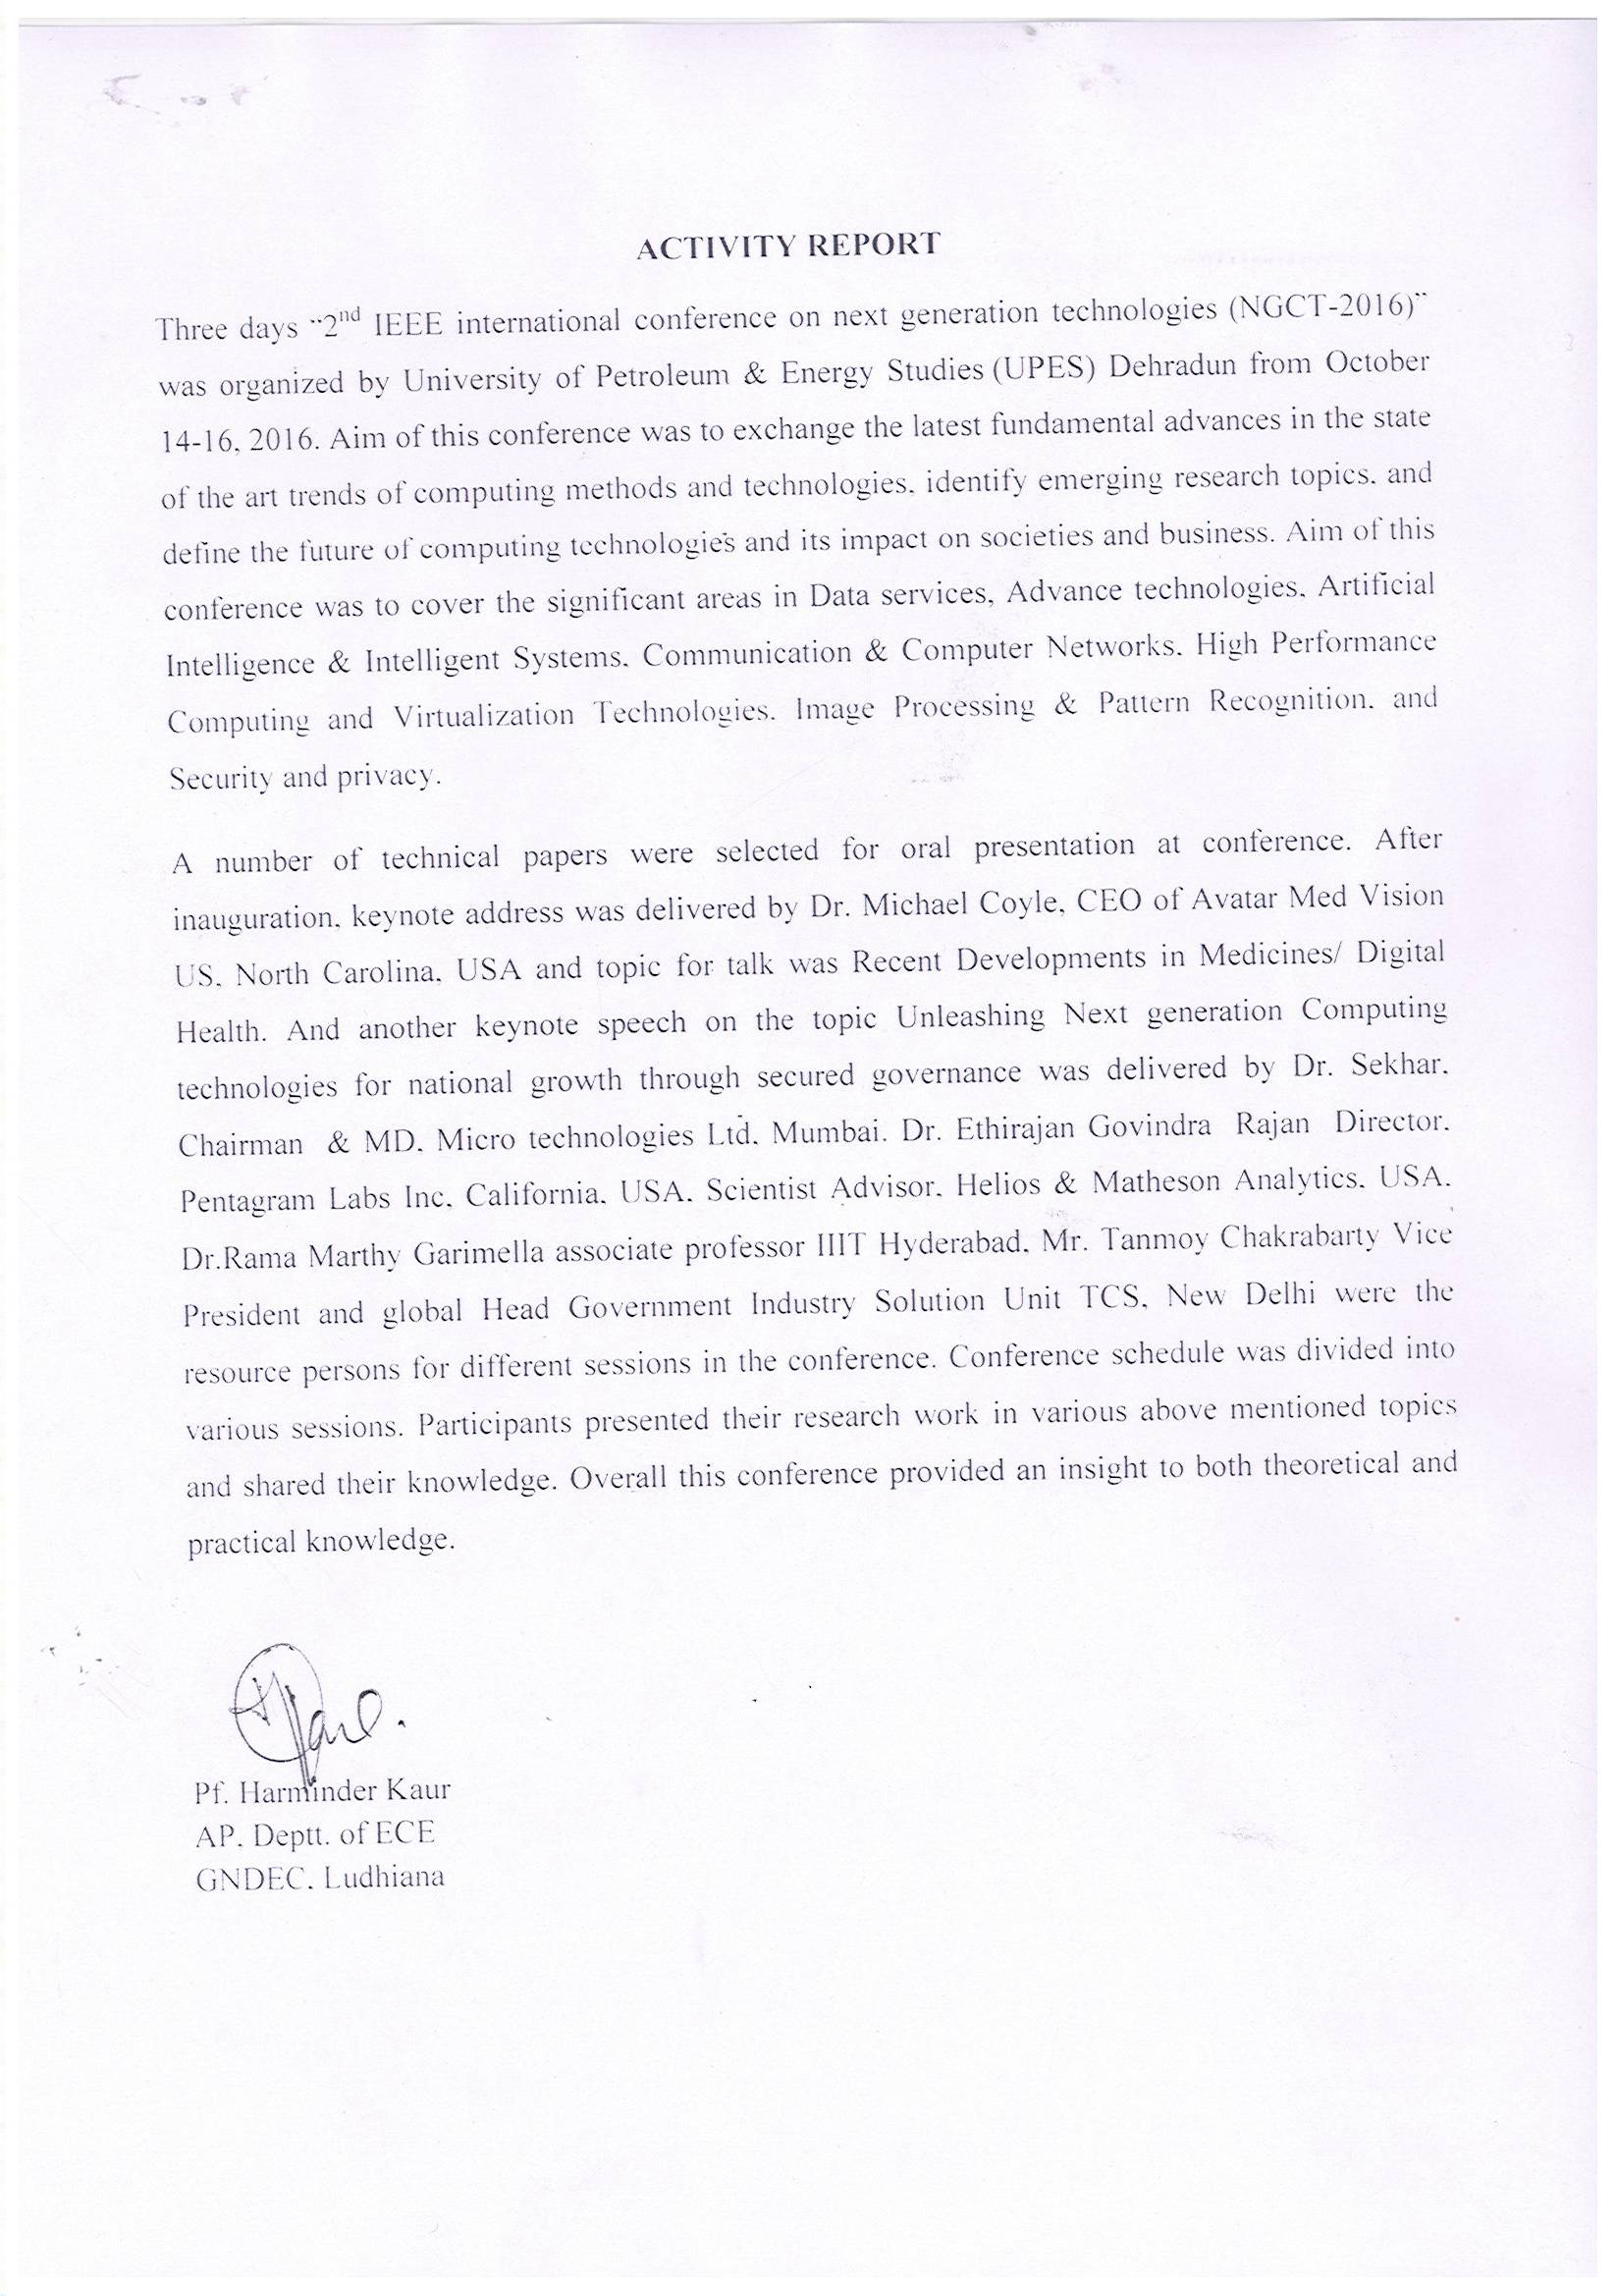 ACTIVITY REPORT
Three days "2nd IEEE international conference on next generation technologies (NGCT-2016)"
was organized by University of Petroleum & Energy Studies (UPES) Dehradun from October
14-16, 2016. Aim of this conference was to exchange the latest fundamental advances in the state
of the art trends of computing methods and technologies, identify emerging research topics, and
define the future of computing technologies and its impact on societies and business. Aim of this
conference was to cover the significant areas in Data services, Advance technologies, Artificial
Intelligence & Intelligent Systems, Communication & Computer Networks, High Performance
Computing and Virtualization Technologies, Image Processing & Pattern Recognition, and
Security and privacy.
A number of technical papers were selected for oral presentation at conference. After
inauguration, keynote address was delivered by Dr. Michael Coyle, CEO of Avatar Med Vision
US, North Carolina, USA and topic for talk was Recent Developments in Medicines/ Digital
Health. And another keynote speech on the topic Unleashing Next generation Computing
technologies for national growth through secured governance was delivered by Dr. Sekhar,
Chairman & MD, Micro technologies Ltd, Mumbai. Dr. Ethirajan Govindra Rajan Director,
Pentagram Labs Inc, California, USA. Scientist Advisor, Helios & Matheson Analytics, USA.
Dr.Rama Marthy Garimella associate professor IIIT Hyderabad, Mr. Tanmoy Chakrabarty Vice
President and global Head Government Industry Solution Unit TCS, New Delhi were the
resource persons for different sessions in the conference. Conference schedule was divided into
various sessions. Participants presented their research work in various above mentioned topics
and shared their knowledge. Overall this conference provided an insight to both theoretical and
practical knowledge.
Pf. Harminder Kaur
AP, Deptt. of ECE
GNDEC, Ludhiana